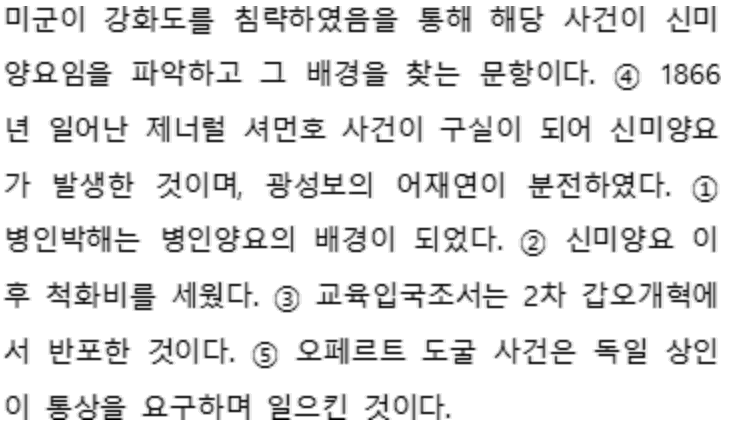 미군이 강화도를 침략하였음을 통해 해당 사건이 신미
양요임을 파악하고 그 배경을 찾는 문항이다. ④ 1866
년 일어난 제너럴 셔먼호 사건이 구실이 되어 신미양요
가 발생한 것이며, 광성보의 어재연이 분전하였다. ①
병인박해는 병인양요의 배경이 되었다. ② 신미양요 이
후 척화비를 세웠다. ③ 교육입국조서는 2차 갑오개혁에
서 반포한 것이다. ⑤ 오페르트 도굴 사건은 독일 상인
이 통상을 요구하며 일으킨 것이다.